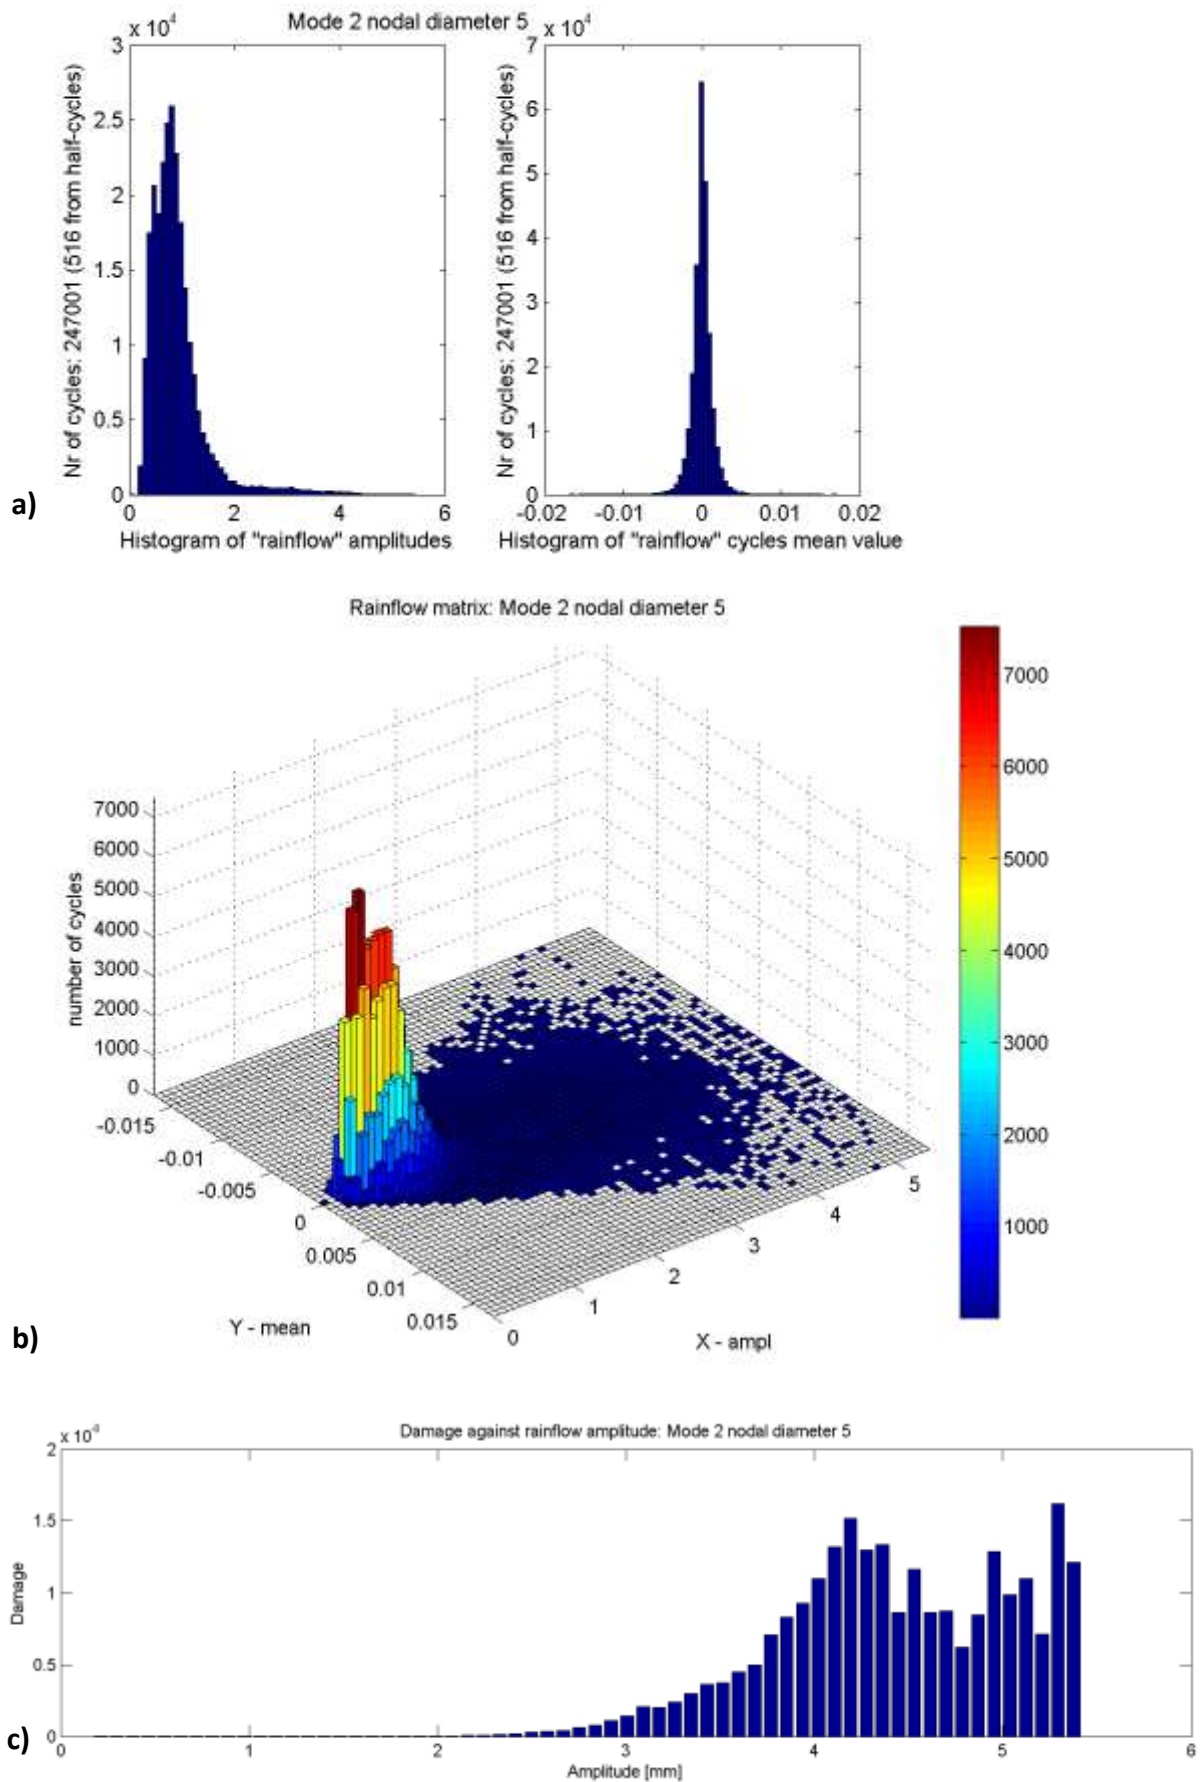 Mode 2 nodal diameter 5
x 10⁴
3
2.5
2
1.5
1
0.5
0
Nr of cycles: 247001 (516 from half-cycles)
0 2 4 6
Histogram of "rainflow" amplitudes
x 10⁴
7
6
5
4
3
2
1
0
Nr of cycles: 247001 (516 from half-cycles)
-0.02 -0.01 0 0.01 0.02
Histogram of "rainflow" cycles mean value
a)
Rainflow matrix: Mode 2 nodal diameter 5
7000
6000
5000
4000
3000
2000
1000
0
number of cycles
-0.015
-0.01
-0.005
0
0.005
0.01
0.015
Y - mean
0
1
2
3
4
5
X - ampl
7000
6000
5000
4000
3000
2000
1000
b)
Damage against rainflow amplitude: Mode 2 nodal diameter 5
x 10
2
1.5
1
0.5
0
Damage
0 1 2 3 4 5 6
Amplitude [mm]
c)